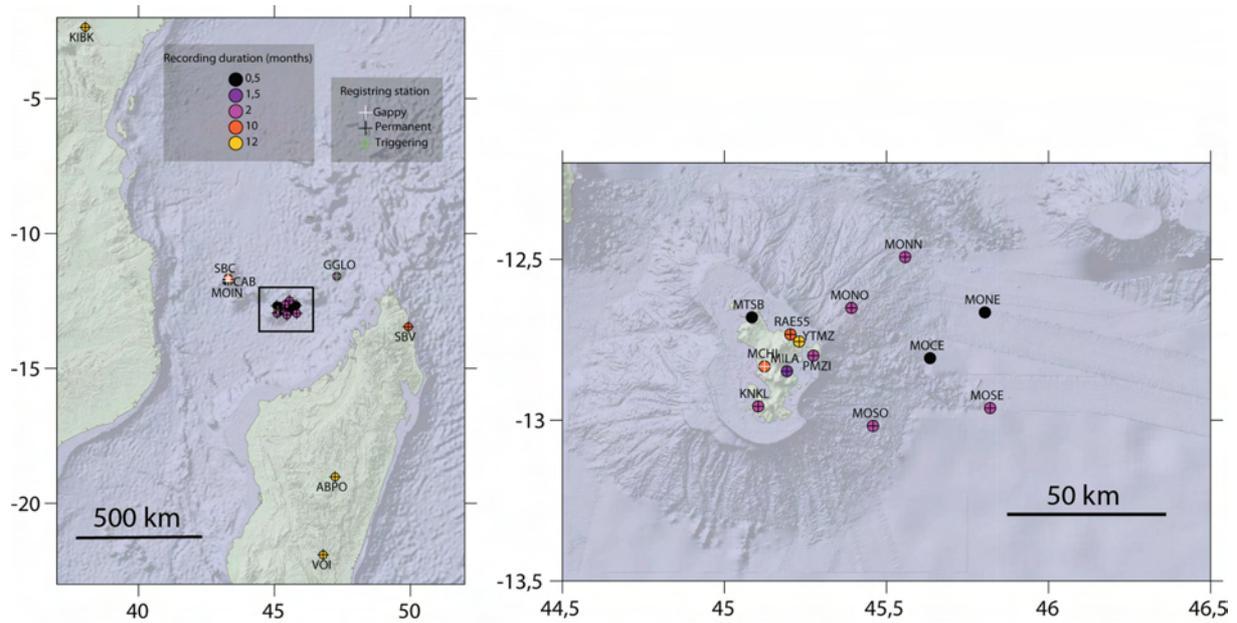 KIBK
Recording duration (months)
0,5
1,5
2
10
12
Registring station
Gappy
Permanent
Triggering
-5
-10
-15
-20
SBC
CAB
MOIN
GGLO
SBV
ABPO
VOI
500 km
40
45
50
-12,5
-13
-13,5
MONN
MTSB
MONO
MONE
RAE55
YTMZ
MOCE
MCHI
MILA
PMZI
KNKL
MOSO
MOSE
50 km
44,5
45
45,5
46
46,5